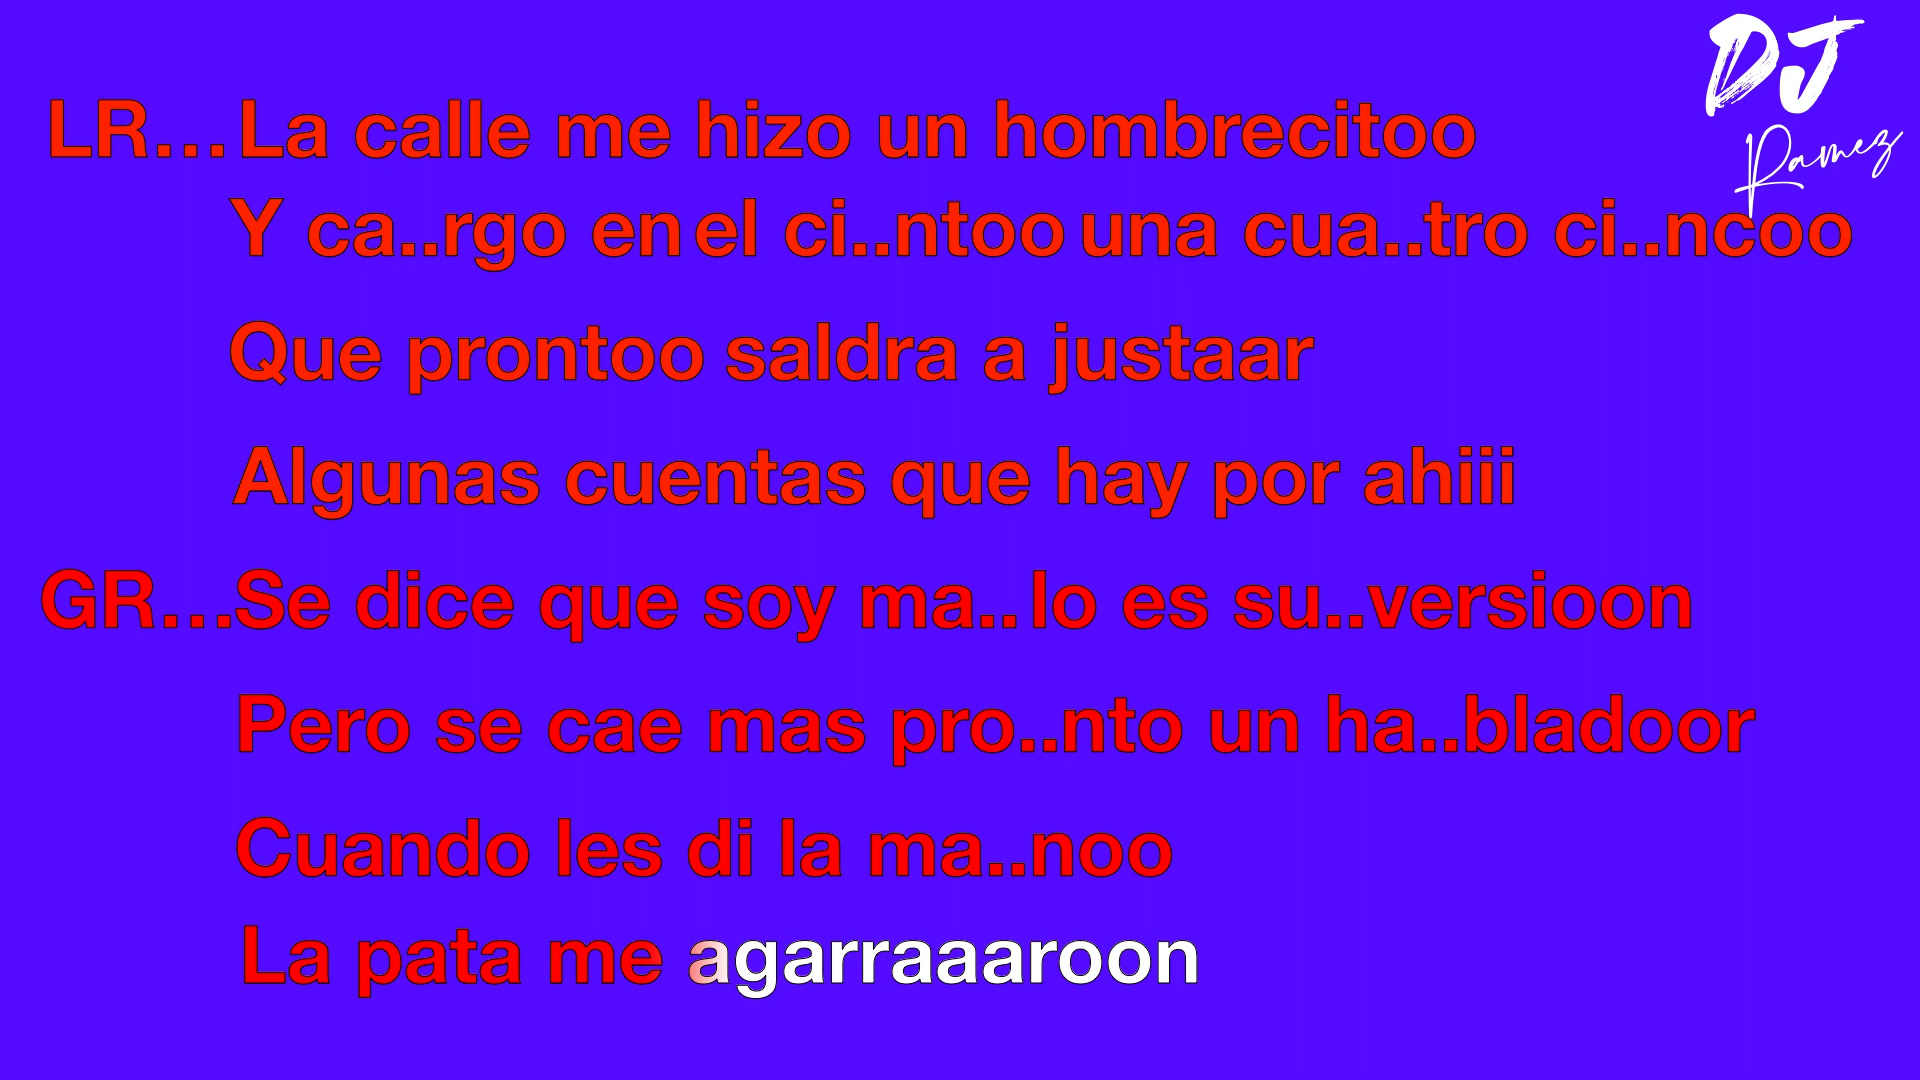 DJ
Ramez
LR...La calle me hizo un hombrecitoo
Y ca..rgo en el ci..ntoo una cua..tro ci..ncoo
Que prontoo saldra a justaar
Algunas cuentas que hay por ahiii
GR...Se dice que soy ma..lo es su..versioon
Pero se cae mas pro..nto un ha..bladoor
Cuando les di la ma..noo
La pata me agarraaaroon